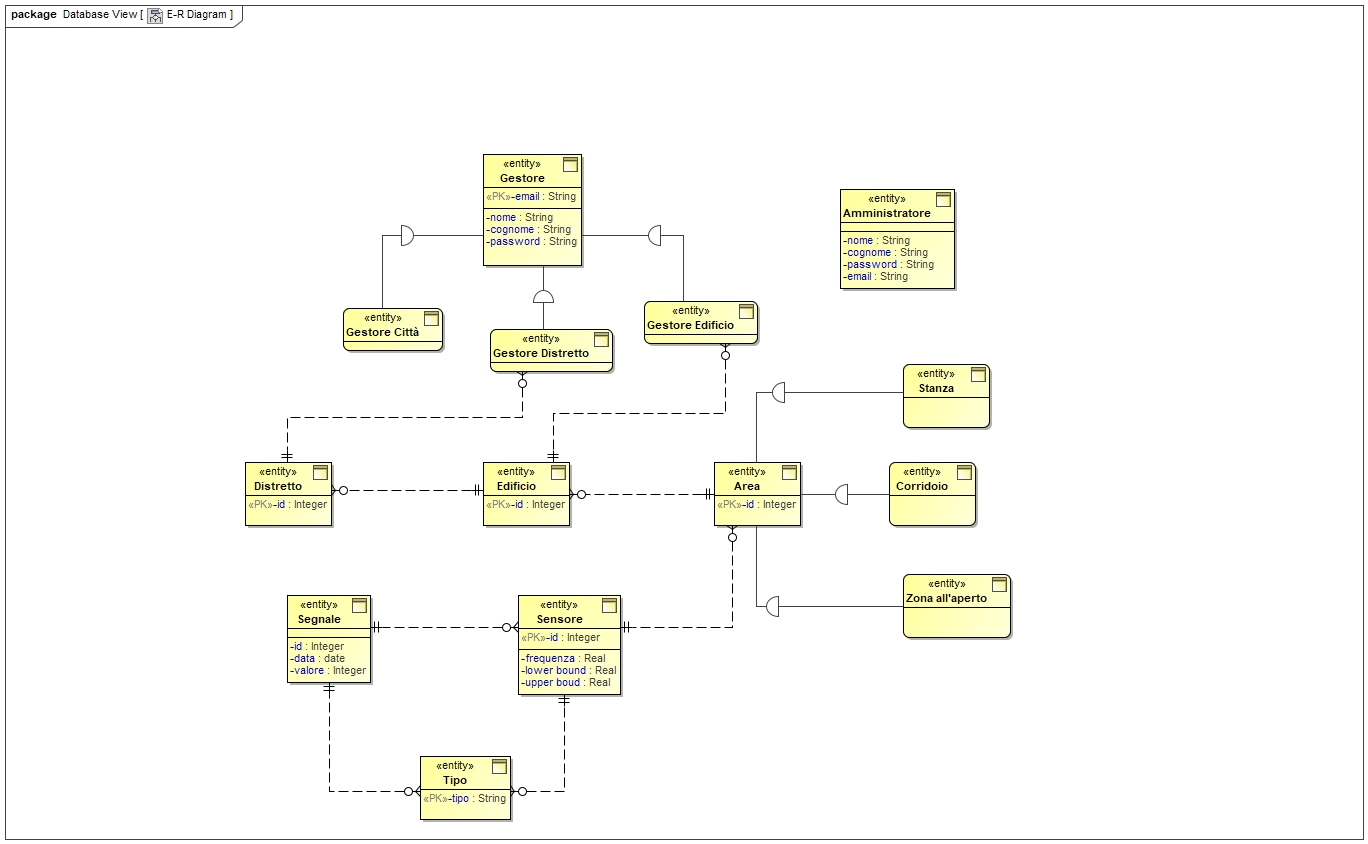 package Database View [ E-R Diagram ]
«entity»
Gestore
«PK»-email : String
-nome : String
-cognome : String
-password : String
«entity»
Amministratore
-nome : String
-cognome : String
-password : String
-email : String
«entity»
Gestore Città
«entity»
Gestore Distretto
«entity»
Gestore Edificio
«entity»
Stanza
«entity»
Distretto
«PK»-id : Integer
«entity»
Edificio
«PK»-id : Integer
«entity»
Area
«PK»-id : Integer
«entity»
Corridoio
«entity»
Zona all'aperto
«entity»
Segnale
-id : Integer
-data : date
-valore : Integer
«entity»
Sensore
«PK»-id : Integer
-frequenza : Real
-lower bound : Real
-upper boud : Real
«entity»
Tipo
«PK»-tipo : String